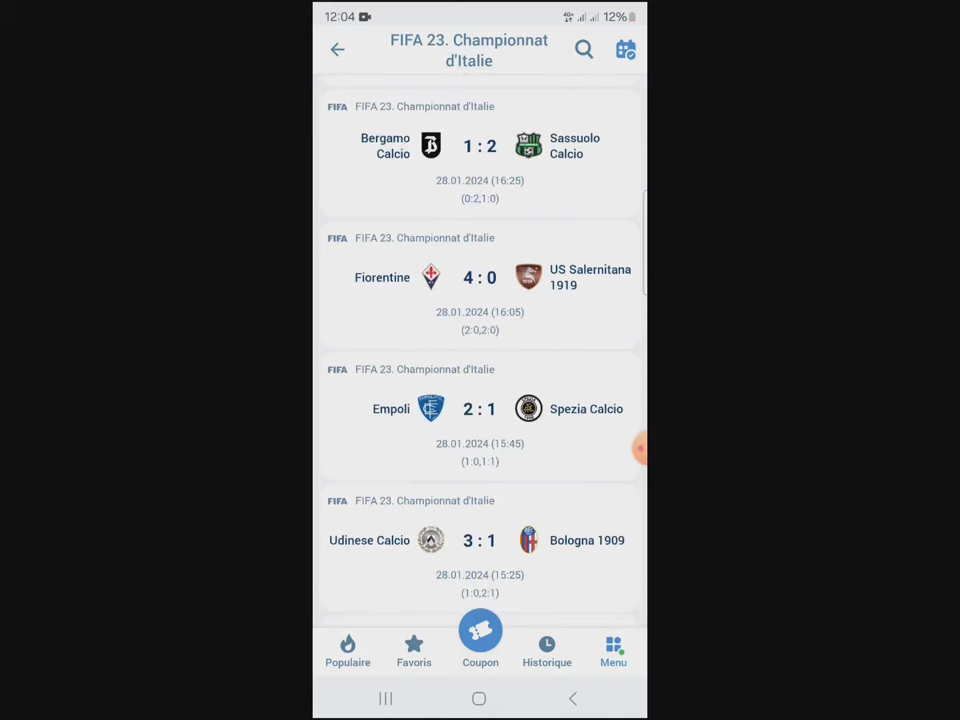 12:04
4G+ 12%
FIFA 23. Championnat
d'Italie
FIFA FIFA 23. Championnat d'Italie
Bergamo
Calcio
1 : 2
Sassuolo
Calcio
28.01.2024 (16:25)
(0:2,1:0)
FIFA FIFA 23. Championnat d'Italie
Fiorentine
4 : 0
US Salernitana
1919
28.01.2024 (16:05)
(2:0,2:0)
FIFA FIFA 23. Championnat d'Italie
Empoli
2 : 1
Spezia Calcio
28.01.2024 (15:45)
(1:0,1:1)
FIFA FIFA 23. Championnat d'Italie
Udinese Calcio
3 : 1
Bologna 1909
28.01.2024 (15:25)
(1:0,2:1)
Populaire Favoris Coupon Historique Menu